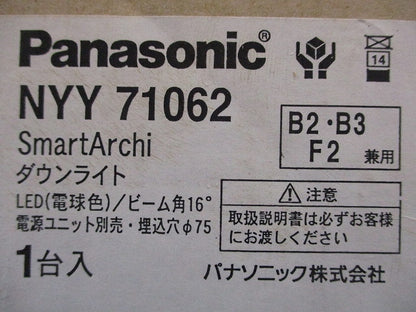 Panasonic®
NYY 71062
SmartArchi
ダウンライト
LED(電球色)/ビーム角16°
電源ユニット別売・埋込穴φ75
1台入
14
B2・B3
F2 兼用
⚠注意
取扱説明書は必ずお客様
にお渡しください
パナソニック株式会社